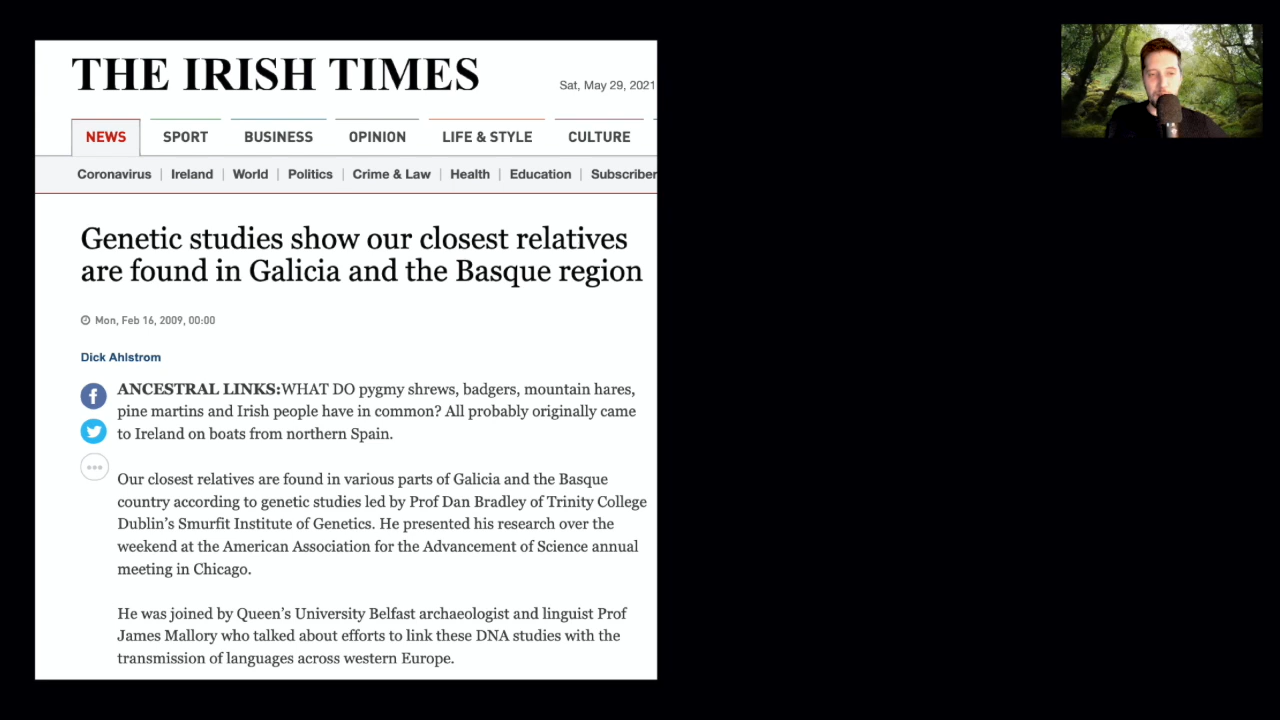 THE IRISH TIMES
Sat, May 29, 2021
NEWS SPORT BUSINESS OPINION LIFE & STYLE CULTURE
Coronavirus | Ireland | World | Politics | Crime & Law | Health | Education | Subscriber
Genetic studies show our closest relatives
are found in Galicia and the Basque region
Mon, Feb 16, 2009, 00:00
Dick Ahlstrom
ANCESTRAL LINKS:WHAT DO pygmy shrews, badgers, mountain hares,
pine martins and Irish people have in common? All probably originally came
to Ireland on boats from northern Spain.
Our closest relatives are found in various parts of Galicia and the Basque
country according to genetic studies led by Prof Dan Bradley of Trinity College
Dublin's Smurfit Institute of Genetics. He presented his research over the
weekend at the American Association for the Advancement of Science annual
meeting in Chicago.
He was joined by Queen's University Belfast archaeologist and linguist Prof
James Mallory who talked about efforts to link these DNA studies with the
transmission of languages across western Europe.